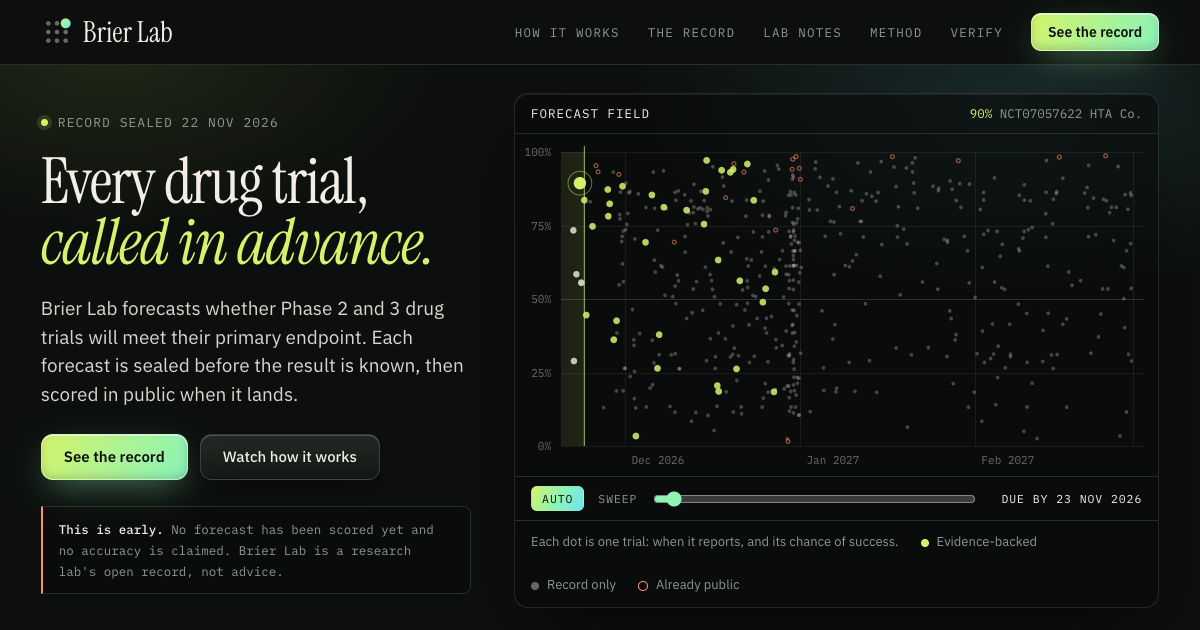 Brier Lab
HOW IT WORKS
THE RECORD
LAB NOTES
METHOD
VERIFY
See the record
RECORD SEALED 22 NOV 2026
Every drug trial,
called in advance.
Brier Lab forecasts whether Phase 2 and 3 drug
trials will meet their primary endpoint. Each
forecast is sealed before the result is known, then
scored in public when it lands.
See the record
Watch how it works
This is early. No forecast has been scored yet and
no accuracy is claimed. Brier Lab is a research
lab's open record, not advice.
FORECAST FIELD
90% NCT07057622 HTA Co.
100%
75%
50%
25%
0%
Dec 2026
Jan 2027
Feb 2027
AUTO
SWEEP
DUE BY 23 NOV 2026
Each dot is one trial: when it reports, and its chance of success.
Evidence-backed
Record only
Already public